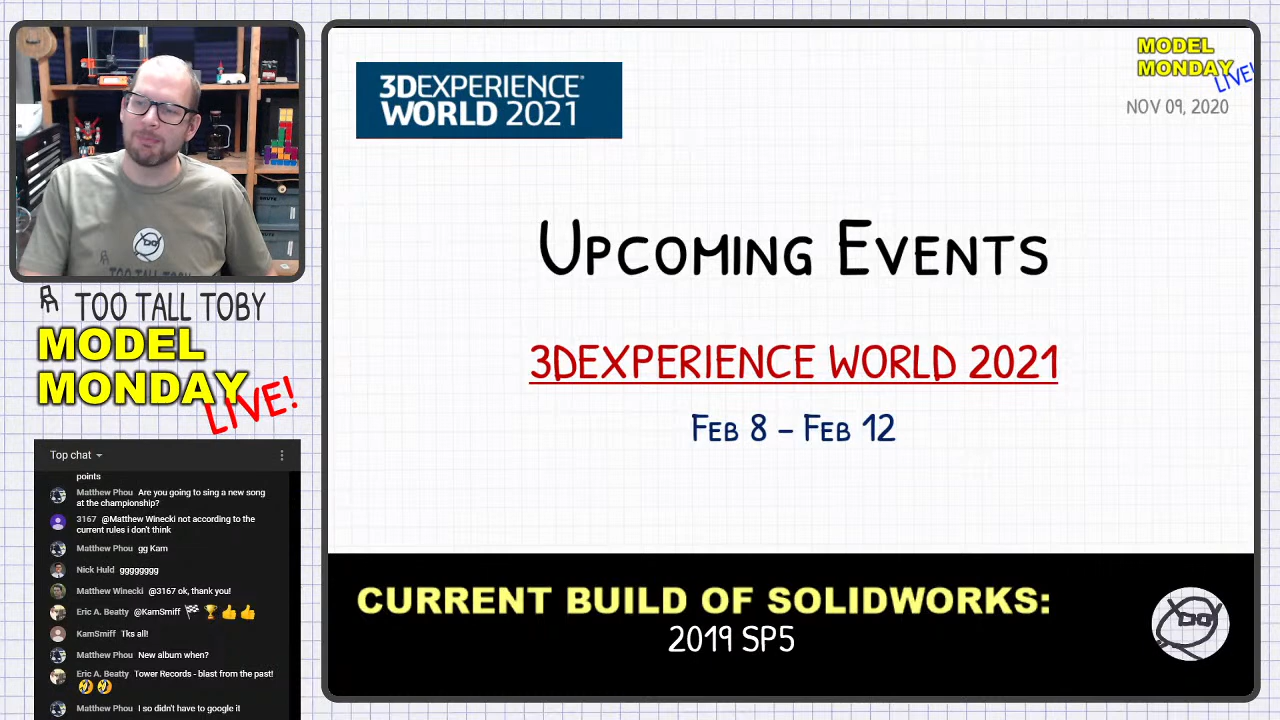 3DEXPERIENCE
WORLD 2021
MODEL
MONDAY
LIVE!
NOV 09, 2020
UPCOMING EVENTS
3DEXPERIENCE WORLD 2021
FEB 8 – FEB 12
CURRENT BUILD OF SOLIDWORKS:
2019 SP5
TOO TALL TOBY
TOO TALL TOBY
MODEL
MONDAY
LIVE!
Top chat
points
Matthew Phou Are you going to sing a new song
at the championship?
3167 @Matthew Winecki not according to the
current rules i don't think
Matthew Phou gg Kam
Nick Huld gggggggg
Matthew Winecki @3167 ok, thank you!
Eric A. Beatty @KamSmiff 🏁 🏆 👍 👍
KamSmiff Tks all!
Matthew Phou New album when?
Eric A. Beatty Tower Records - blast from the past!
🤣 🤣
Matthew Phou I so didn't have to google it